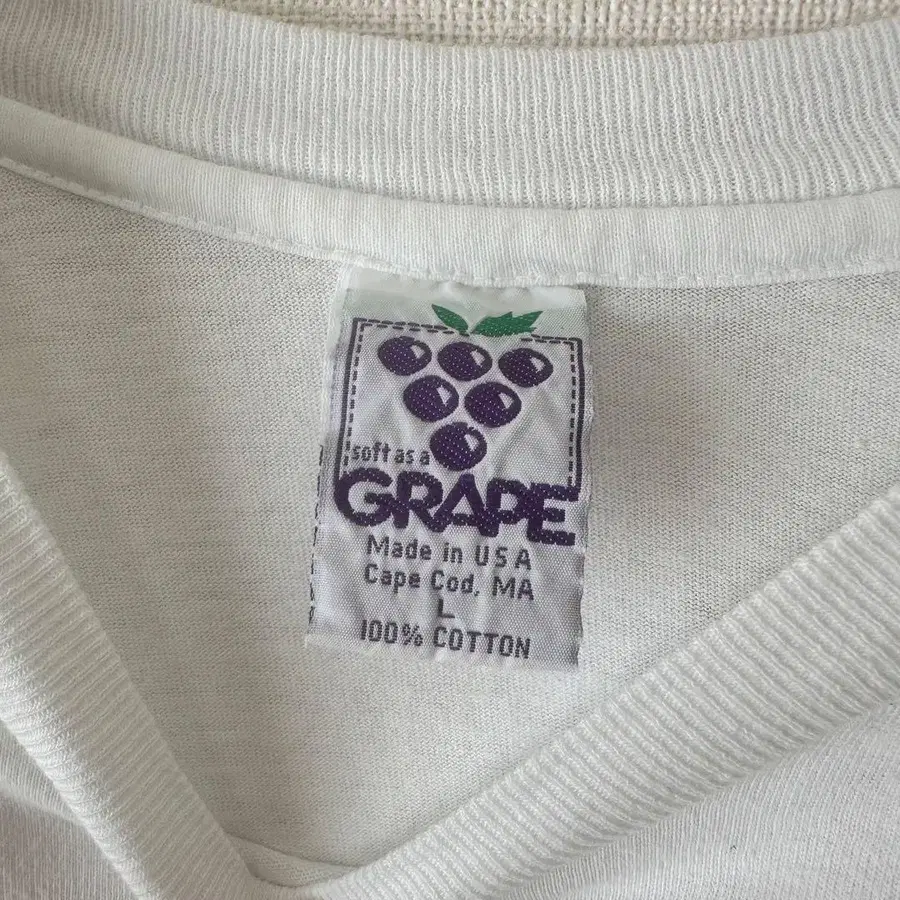 soft as a
GRAPE
Made in USA
Cape Cod, MA
L
100% COTTON